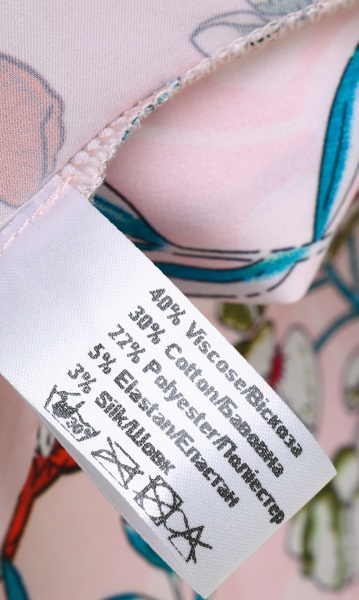 40% Viscose/Віскоза
30% Cotton/Бавовна
22% Polyester/Поліестер
5% Elastan/Еластан
3% Silk/Шовк